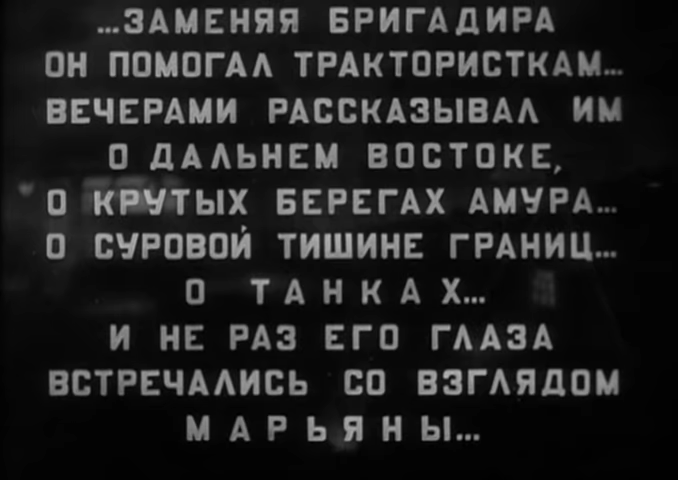 ...ЗАМЕНЯЯ БРИГАДИРА
ОН ПОМОГАЛ ТРАКТОРИСТКАМ...
ВЕЧЕРАМИ РАССКАЗЫВАЛ ИМ
О ДАЛЬНЕМ ВОСТОКЕ,
О КРУТЫХ БЕРЕГАХ АМУРА...
О СУРОВОЙ ТИШИНЕ ГРАНИЦ...
О ТАНКАХ...
И НЕ РАЗ ЕГО ГЛАЗА
ВСТРЕЧАЛИСЬ СО ВЗГЛЯДОМ
МАРЬЯНЫ...